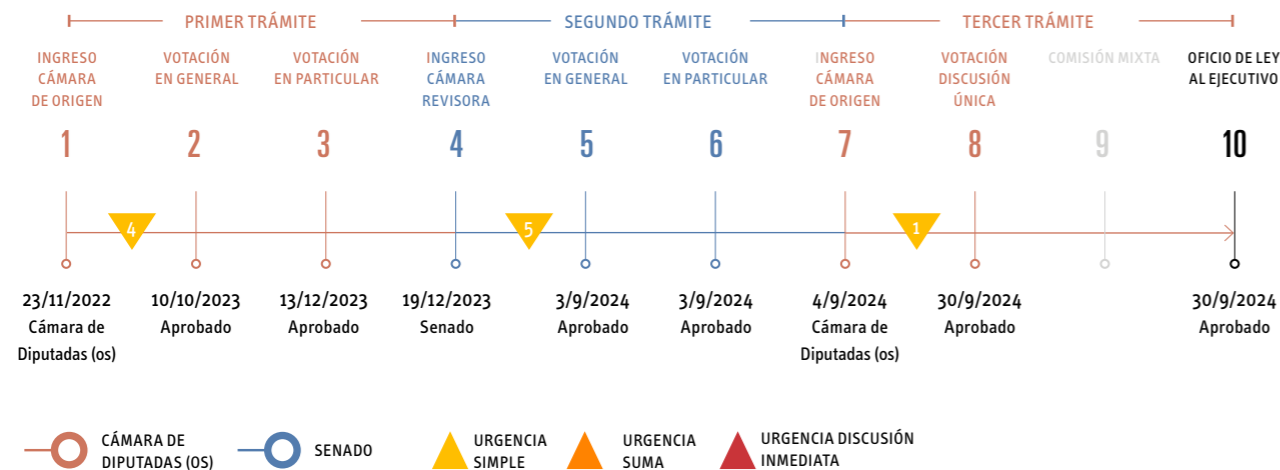 PRIMER TRÁMITE SEGUNDO TRÁMITE TERCER TRÁMITE
INGRESO
CÁMARA
DE ORIGEN
VOTACIÓN
EN GENERAL
VOTACIÓN
EN PARTICULAR
INGRESO
CÁMARA
REVISORA
VOTACIÓN
EN GENERAL
VOTACIÓN
EN PARTICULAR
INGRESO
CÁMARA
DE ORIGEN
VOTACIÓN
DISCUSIÓN
ÚNICA
COMISIÓN MIXTA
OFICIO DE LEY
AL EJECUTIVO
1 2 3 4 5 6 7 8 9 10
4 5 1
23/11/2022
Cámara de
Diputadas (os)
10/10/2023
Aprobado
13/12/2023
Aprobado
19/12/2023
Senado
3/9/2024
Aprobado
3/9/2024
Aprobado
4/9/2024
Cámara de
Diputadas (os)
30/9/2024
Aprobado
30/9/2024
Aprobado
CÁMARA DE
DIPUTADAS (OS)
SENADO
URGENCIA
SIMPLE
URGENCIA
SUMA
URGENCIA DISCUSIÓN
INMEDIATA